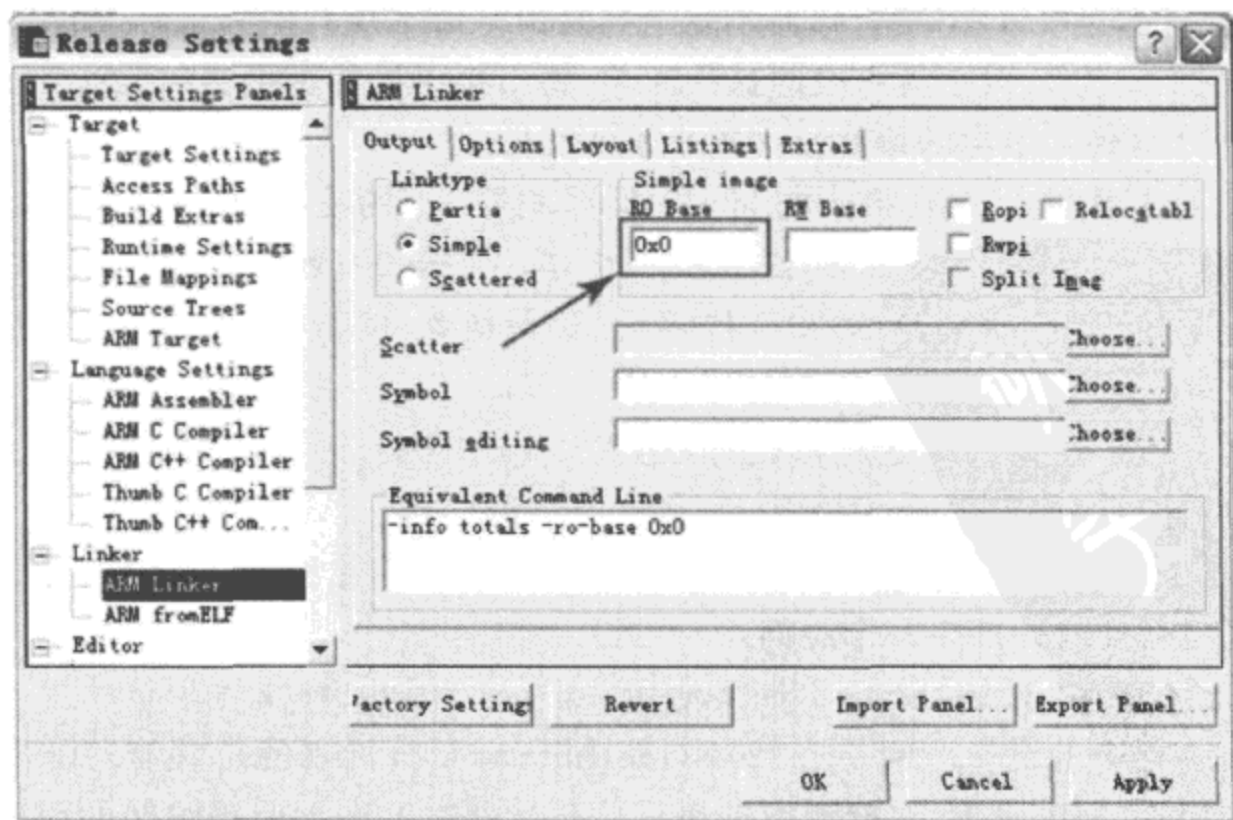 Release Settings
?
Target Settings Panels
Target
Target Settings
Access Paths
Build Extras
Runtime Settings
File Mappings
Source Trees
ARM Target
Language Settings
ARM Assembler
ARM C Compiler
ARM C++ Compiler
Thumb C Compiler
Thumb C++ Com...
Linker
ARM Linker
ARM fromELF
Editor
ARM Linker
Output Options Layout Listings Extras
Linktype
Partia
Simple
Scattered
Simple image
RO Base RW Base
0x0
Ropi Relocatabl
Rwpi
Split Imag
Scatter Choose...
Symbol Choose...
Symbol editing Choose...
Equivalent Command Line
-info totals -ro-base 0x0
Factory Setting Revert Import Panel... Export Panel...
OK Cancel Apply